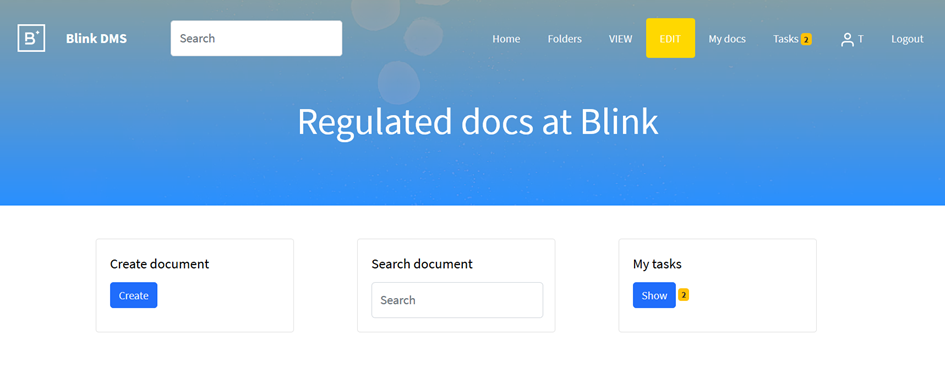 B Blink DMS Search Home Folders VIEW EDIT My docs Tasks 2 T Logout
Regulated docs at Blink
Create document Search document My tasks
Create Search Show 2